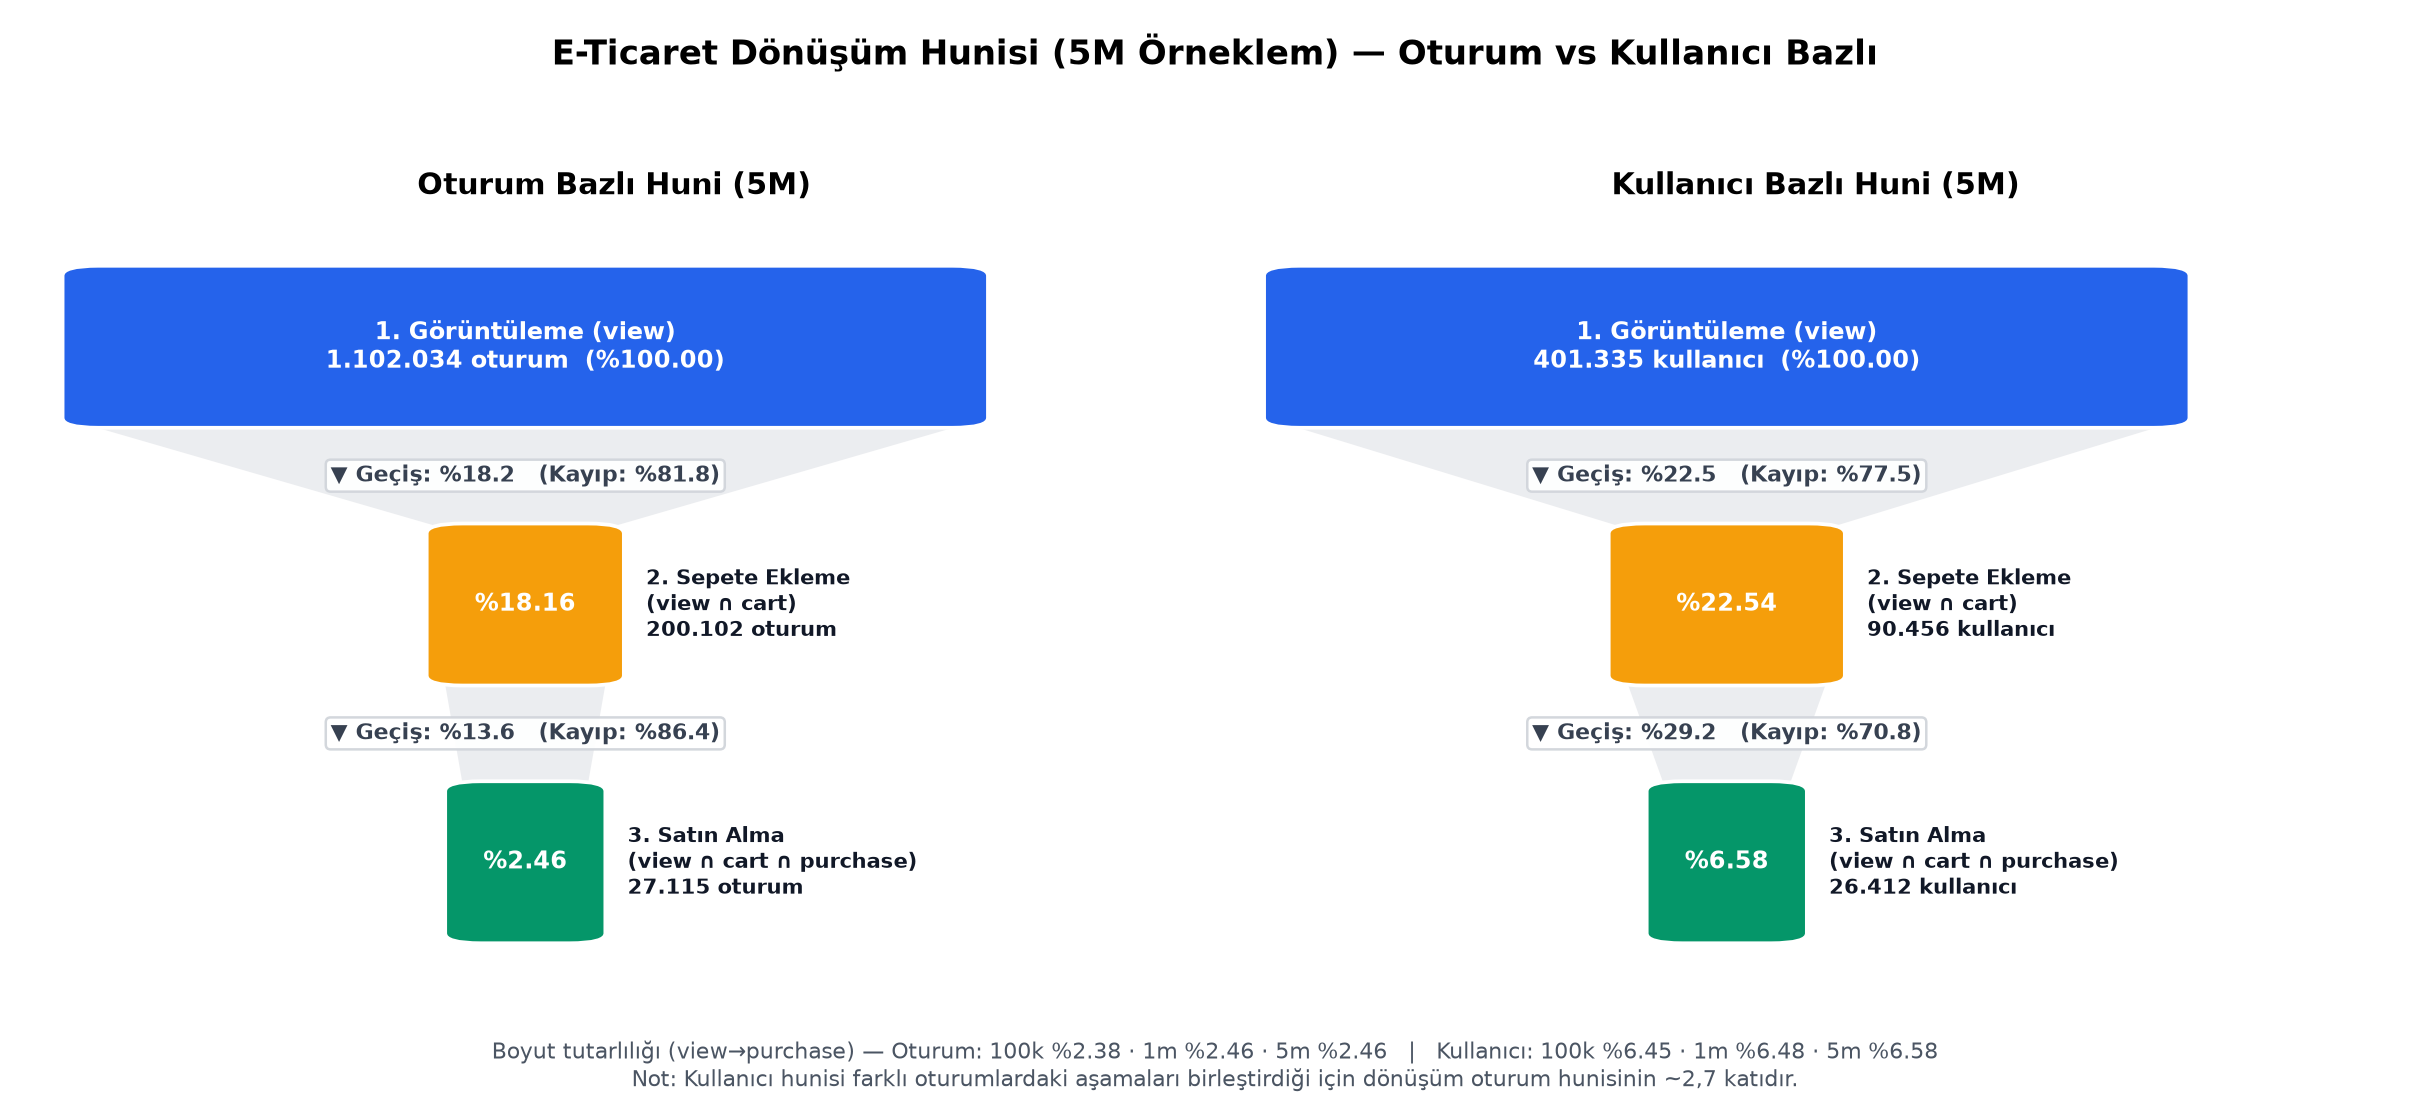 E-Ticaret Dönüşüm Hunisi (5M Örneklem) — Oturum vs Kullanıcı Bazlı
Oturum Bazlı Huni (5M)
1. Görüntüleme (view)
1.102.034 oturum (%100.00)
▼ Geçiş: %18.2 (Kayıp: %81.8)
%18.16
2. Sepete Ekleme
(view ∩ cart)
200.102 oturum
▼ Geçiş: %13.6 (Kayıp: %86.4)
%2.46
3. Satın Alma
(view ∩ cart ∩ purchase)
27.115 oturum
Kullanıcı Bazlı Huni (5M)
1. Görüntüleme (view)
401.335 kullanıcı (%100.00)
▼ Geçiş: %22.5 (Kayıp: %77.5)
%22.54
2. Sepete Ekleme
(view ∩ cart)
90.456 kullanıcı
▼ Geçiş: %29.2 (Kayıp: %70.8)
%6.58
3. Satın Alma
(view ∩ cart ∩ purchase)
26.412 kullanıcı
Boyut tutarlılığı (view→purchase) — Oturum: 100k %2.38 · 1m %2.46 · 5m %2.46 | Kullanıcı: 100k %6.45 · 1m %6.48 · 5m %6.58
Not: Kullanıcı hunisi farklı oturumlardaki aşamaları birleştirdiği için dönüşüm oturum hunisinin ~2,7 katıdır.